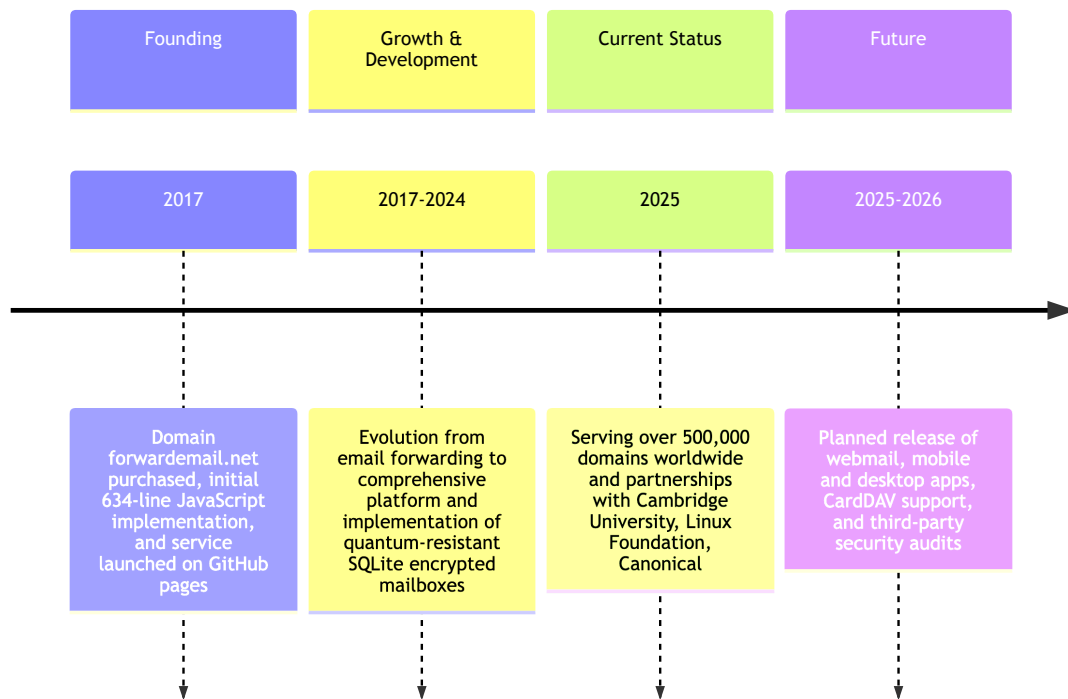 Founding
Growth &
Development
Current Status
Future
2017
2017-2024
2025
2025-2026
Domain
forwardemail.net
purchased, initial
634-line JavaScript
implementation,
and service
launched on GitHub
pages
Evolution from
email forwarding to
comprehensive
platform and
implementation of
quantum-resistant
SQLite encrypted
mailboxes
Serving over 500,000
domains worldwide
and partnerships
with Cambridge
University, Linux
Foundation,
Canonical
Planned release of
webmail, mobile
and desktop apps,
CardDAV support,
and third-party
security audits